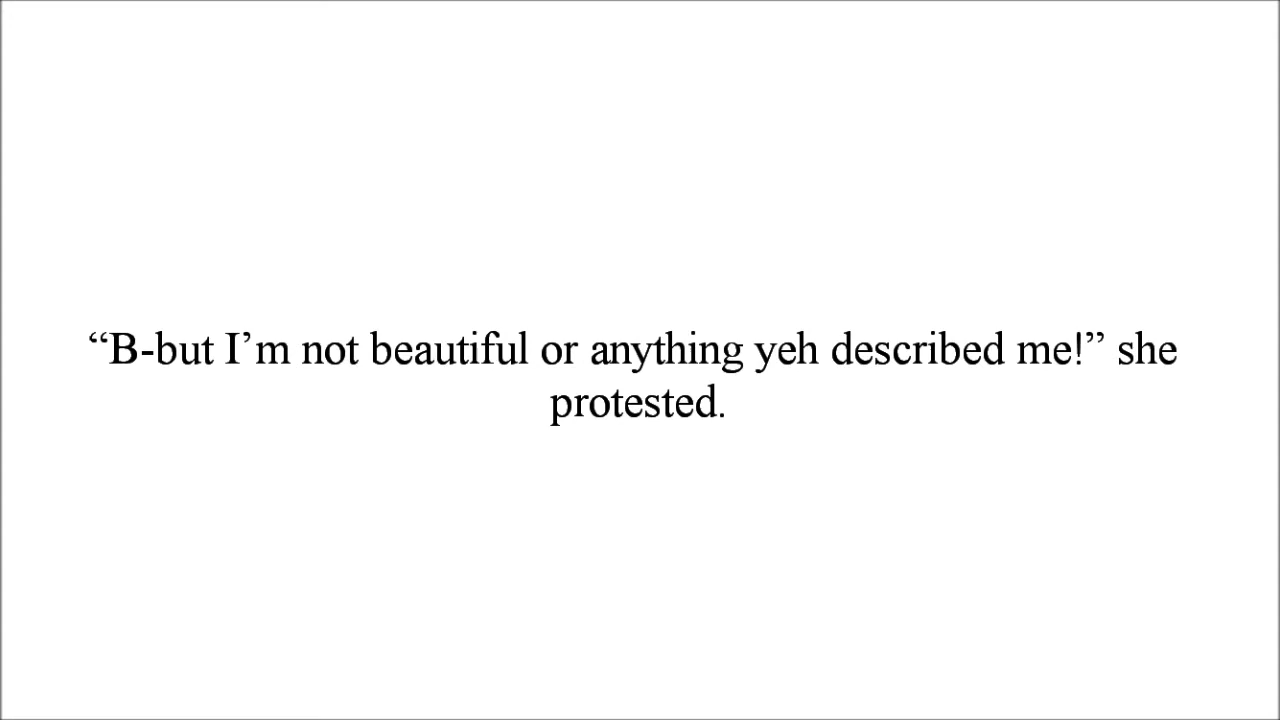 “B-but I’m not beautiful or anything yeh described me!” she
protested.